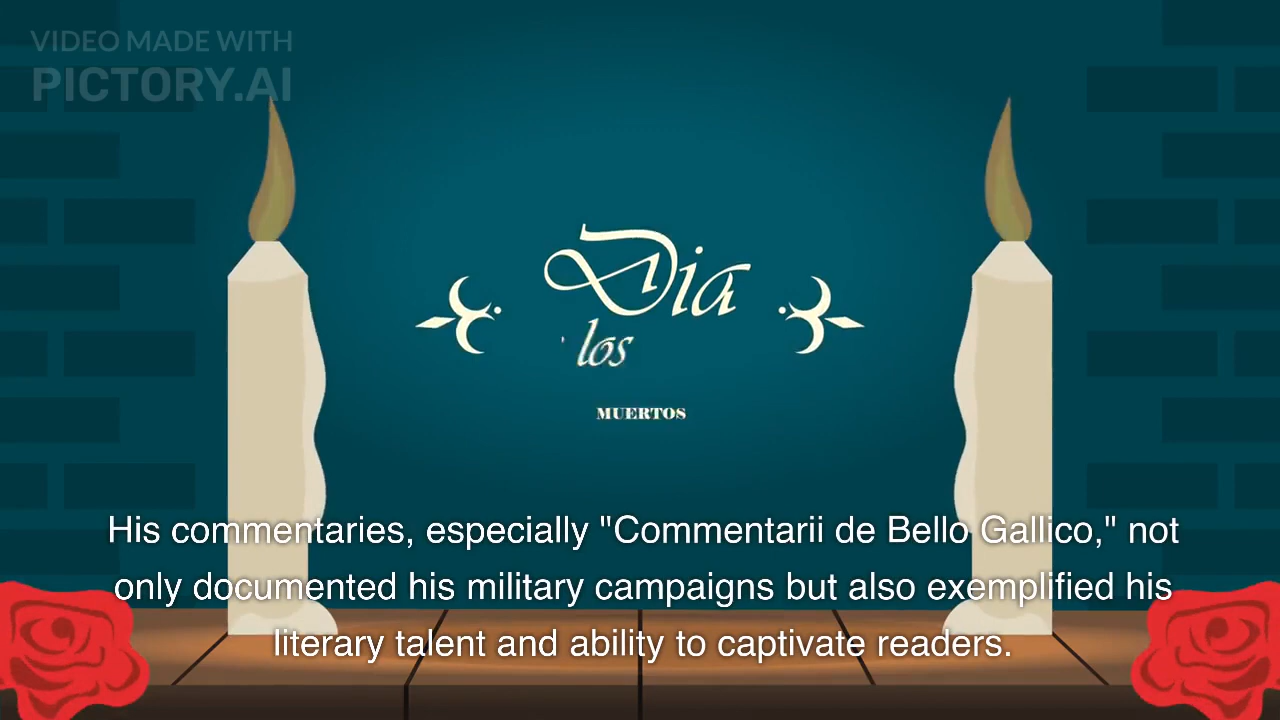 VIDEO MADE WITH
PICTORY.AI
Dia
los
MUERTOS
His commentaries, especially "Commentarii de Bello Gallico," not
only documented his military campaigns but also exemplified his
literary talent and ability to captivate readers.